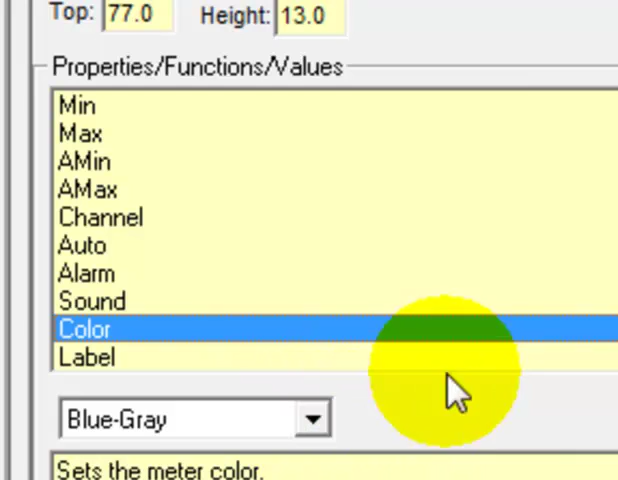 Top: 77.0 Height: 13.0
Properties/Functions/Values
Min
Max
AMin
AMax
Channel
Auto
Alarm
Sound
Color
Label
Blue-Gray
Sets the meter color.